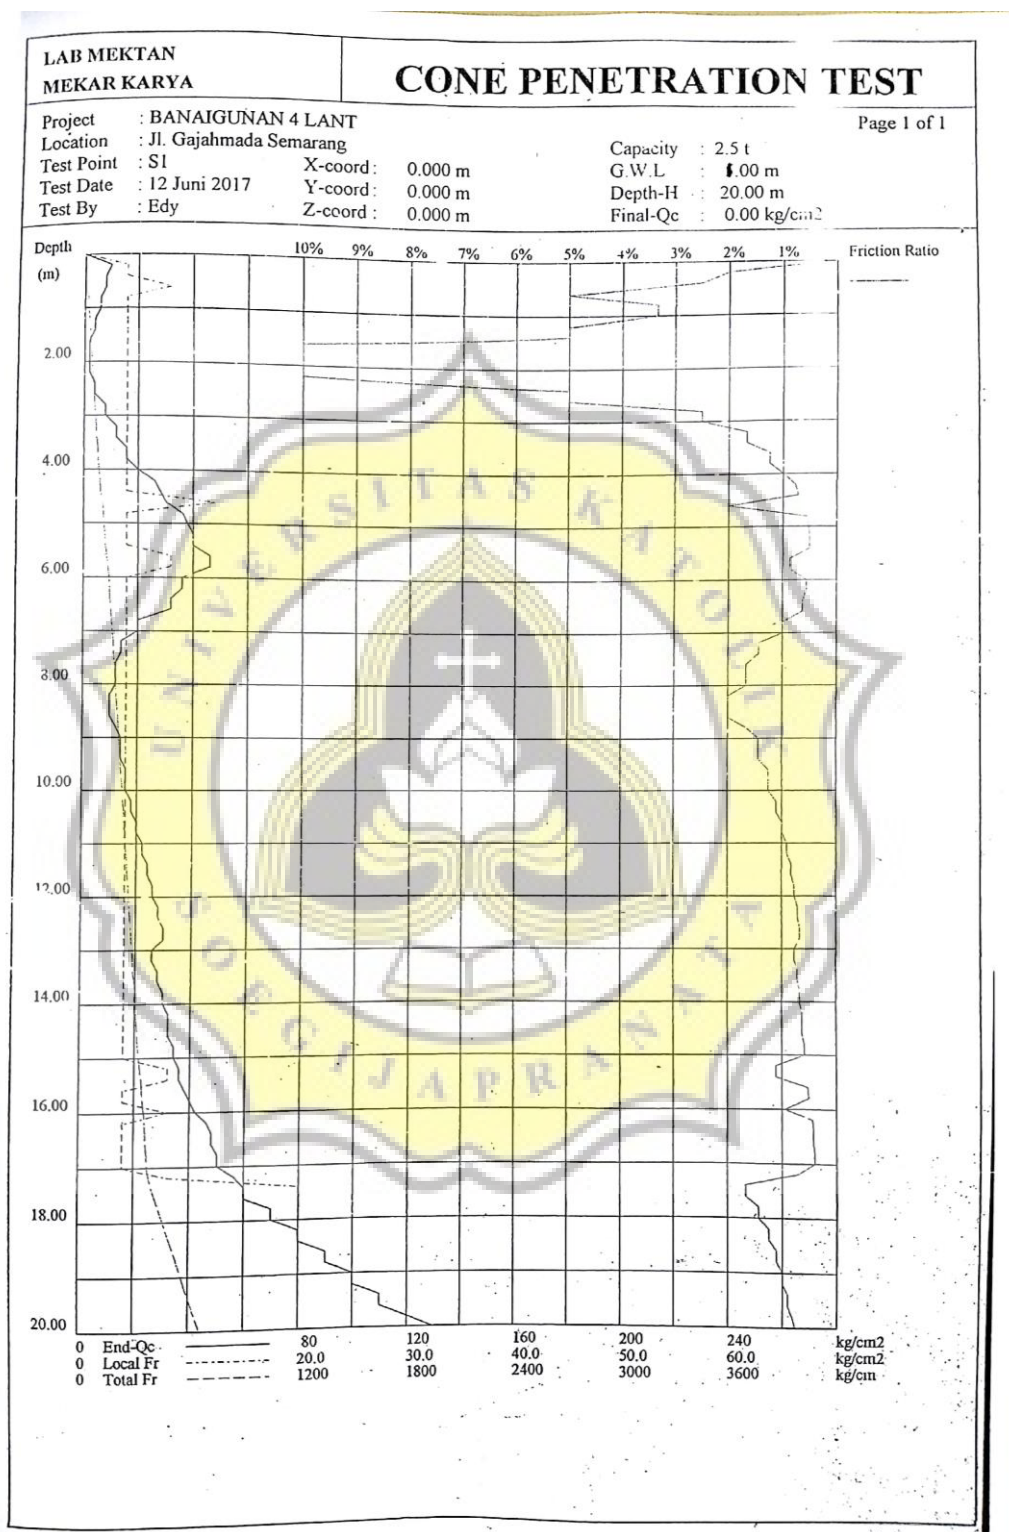 LAB MEKTAN
MEKAR KARYA
CONE PENETRATION TEST
Project : BANAIGUNAN 4 LANT
Page 1 of 1
Location : Jl. Gajahmada Semarang
Test Point : S1
Test Date : 12 Juni 2017
Test By : Edy
X-coord : 0.000 m
Y-coord : 0.000 m
Z-coord : 0.000 m
Capacity : 2.5 t
G.W.L : .00 m
Depth-H : 20.00 m
Final-Qc : 0.00 kg/cm2
Depth
(m)
10% 9% 8% 7% 6% 5% 4% 3% 2% 1%
Friction Ratio
2.00
4.00
6.00
8.00
10.00
12.00
14.00
16.00
18.00
20.00
UNIVERSITAS KATOLIK
SOEGIJAPRANATA
0 End-Qc 80 120 160 200 240 kg/cm2
0 Local Fr 20.0 30.0 40.0 50.0 60.0 kg/cm2
0 Total Fr 1200 1800 2400 3000 3600 kg/cm